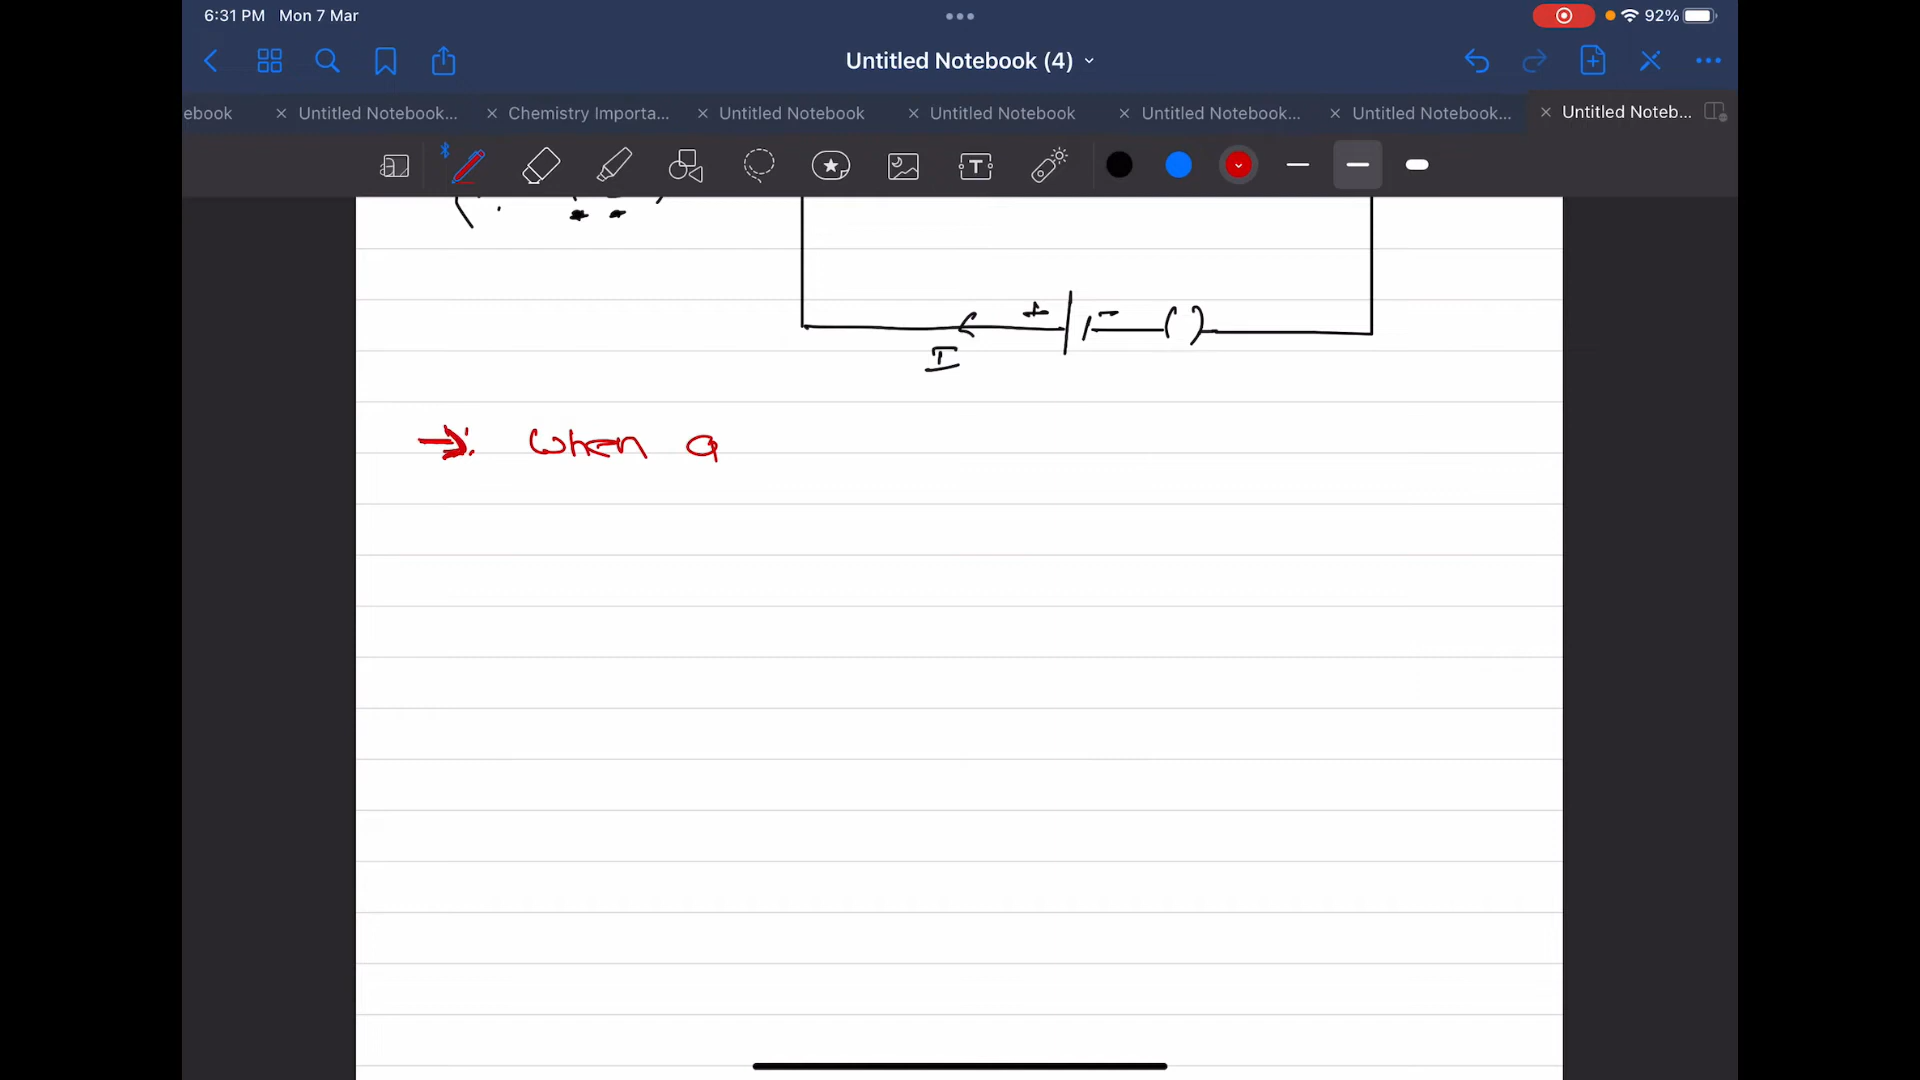 6:31 PM Mon 7 Mar
92%
Untitled Notebook (4)
ebook
Untitled Notebook...
Chemistry Importa...
Untitled Notebook
Untitled Notebook
Untitled Notebook...
Untitled Notebook...
Untitled Noteb...
T
+ -
( )
I
→: when a